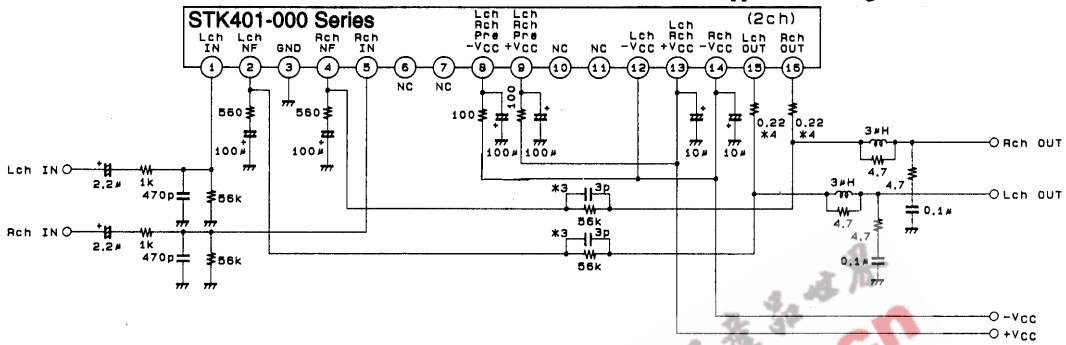 STK401-000 Series
(2ch)
Lch IN
Lch NF
GND
Rch NF
Rch IN
Lch Rch Pre -VCC
Lch Rch Pre +VCC
NC
NC
Lch -VCC
Lch Rch +VCC
Rch -VCC
Lch OUT
Rch OUT
1 2 3 4 5 6 7 8 9 10 11 12 13 14 15 16
NC NC
560
560
100
100
0.22 *4
0.22 *4
100μ
100μ
100μ
100μ
10μ
10μ
3μH
4.7
Rch OUT
Lch IN
2.2μ
1k
470p
56k
*3
3p
56k
3μH
4.7
4.7
0.1μ
Lch OUT
Rch IN
2.2μ
1k
470p
56k
*3
3p
56k
4.7
0.1μ
-VCC
+VCC